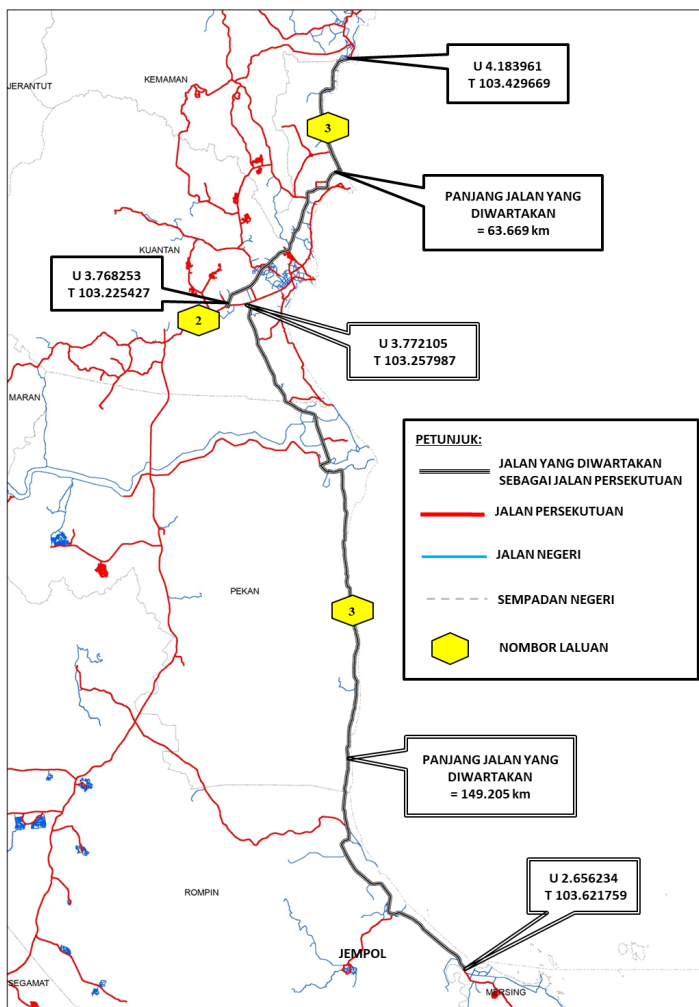 U 4.183961
T 103.429669
KEMAMAN
JERANTUT
3
PANJANG JALAN YANG
DIWARTAKAN
= 63.669 km
KUANTAN
U 3.768253
T 103.225427
2
U 3.772105
T 103.257987
MARAN
PETUNJUK:
JALAN YANG DIWARTAKAN
SEBAGAI JALAN PERSEKUTUAN
JALAN PERSEKUTUAN
JALAN NEGERI
SEMPADAN NEGERI
NOMBOR LALUAN
PEKAN
3
PANJANG JALAN YANG
DIWARTAKAN
= 149.205 km
U 2.656234
T 103.621759
ROMPIN
JEMPOL
SEGAMAT
MERSING